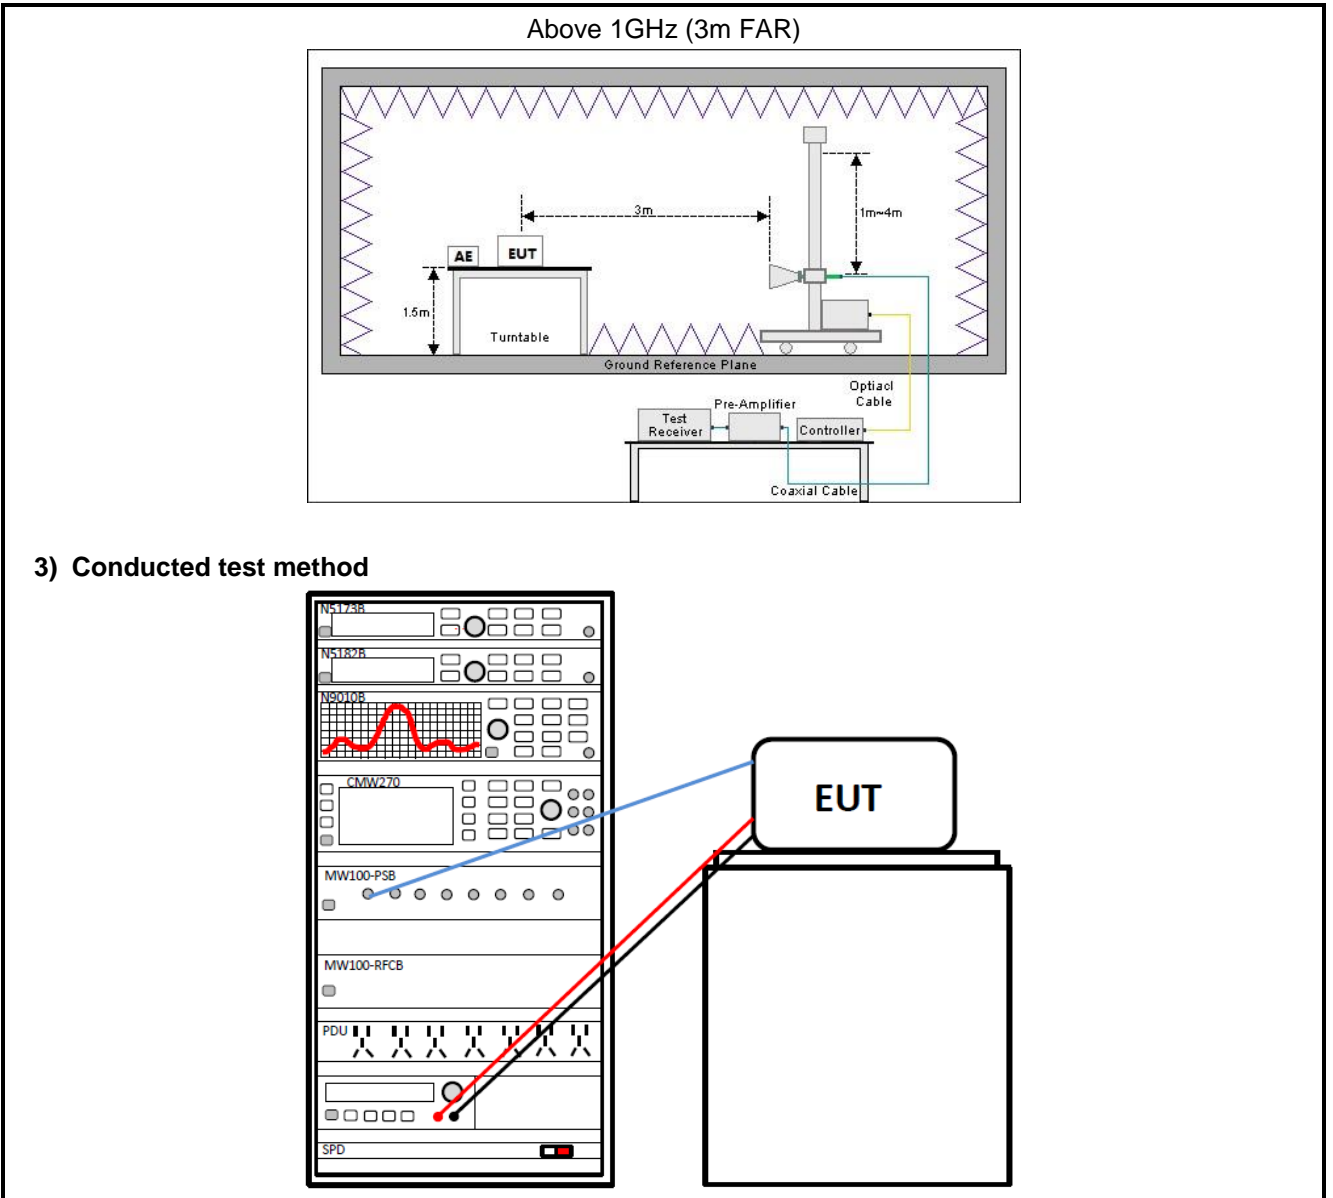 Above 1GHz (3m FAR)
3m
1m~4m
AE
EUT
1.5m
Turntable
Ground Reference Plane
Optiacl
Cable
Pre-Amplifier
Test
Receiver
Controller
Coaxial Cable
3) Conducted test method
N5173B
N5182B
N9010B
CMW270
EUT
MW100-PSB
MW100-RFCB
PDU
SPD